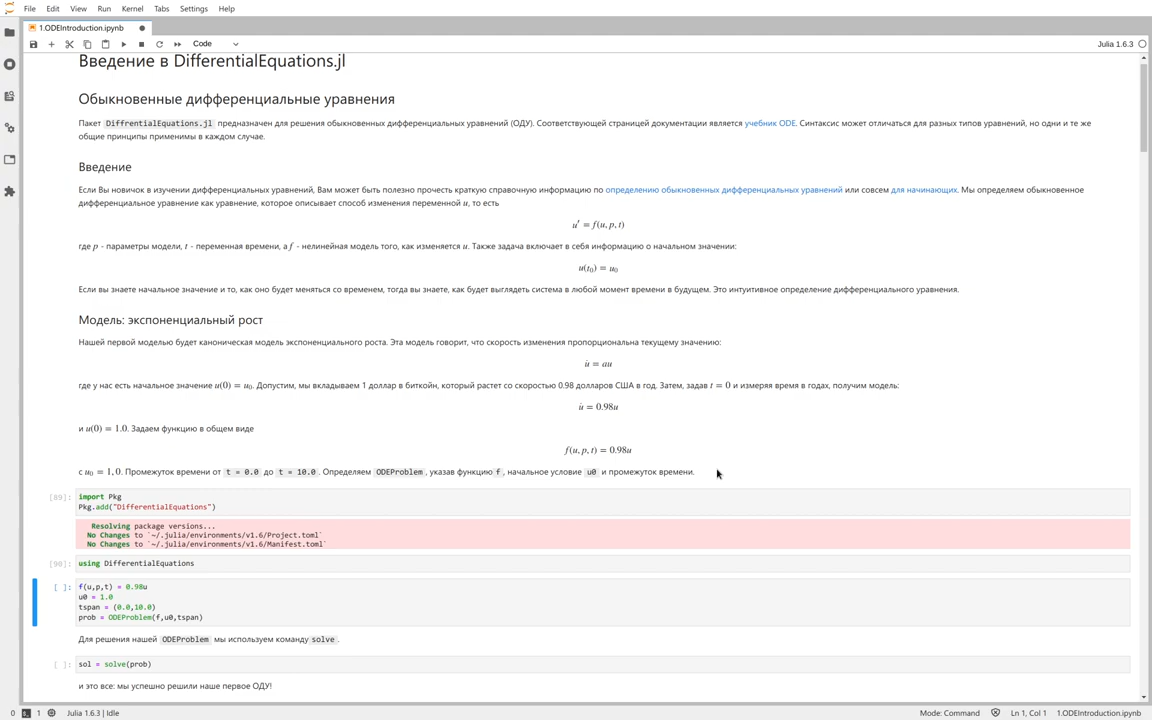 File Edit View Run Kernel Tabs Settings Help
1.ODEIntroduction.ipynb
Code
Julia 1.6.3
Введение в DifferentialEquations.jl
Обыкновенные дифференциальные уравнения
Пакет DiffrentialEquations.jl предназначен для решения обыкновенных дифференциальных уравнений (ОДУ). Соответствующей страницей документации является учебник ODE. Синтаксис может отличаться для разных типов уравнений, но одни и те же
общие принципы применимы в каждом случае.
Введение
Если Вы новичок в изучении дифференциальных уравнений, Вам может быть полезно прочесть краткую справочную информацию по определению обыкновенных дифференциальных уравнений или совсем для начинающих. Мы определяем обыкновенное
дифференциальное уравнение как уравнение, которое описывает способ изменения переменной u, то есть
u′ = f(u, p, t)
где p - параметры модели, t - переменная времени, а f - нелинейная модель того, как изменяется u. Также задача включает в себя информацию о начальном значении:
u(t₀) = u₀
Если вы знаете начальное значение и то, как оно будет меняться со временем, тогда вы знаете, как будет выглядеть система в любой момент времени в будущем. Это интуитивное определение дифференциального уравнения.
Модель: экспоненциальный рост
Нашей первой моделью будет каноническая модель экспоненциального роста. Эта модель говорит, что скорость изменения пропорциональна текущему значению:
u̇ = au
где у нас есть начальное значение u(0) = u₀. Допустим, мы вкладываем 1 доллар в биткойн, который растет со скоростью 0.98 долларов США в год. Затем, задав t = 0 и измеряя время в годах, получим модель:
u̇ = 0.98u
и u(0) = 1.0. Задаем функцию в общем виде
f(u, p, t) = 0.98u
с u₀ = 1,0. Промежуток времени от t = 0.0 до t = 10.0. Определяем ODEProblem, указав функцию f, начальное условие u0 и промежуток времени.
[89]: import Pkg
Pkg.add("DifferentialEquations")
Resolving package versions...
No Changes to `~/.julia/environments/v1.6/Project.toml`
No Changes to `~/.julia/environments/v1.6/Manifest.toml`
[90]: using DifferentialEquations
[ ]: f(u,p,t) = 0.98u
u0 = 1.0
tspan = (0.0,10.0)
prob = ODEProblem(f,u0,tspan)
Для решения нашей ODEProblem мы используем команду solve.
[ ]: sol = solve(prob)
и это все: мы успешно решили наше первое ОДУ!
0 1 Julia 1.6.3 | Idle Mode: Command Ln 1, Col 1 1.ODEIntroduction.ipynb